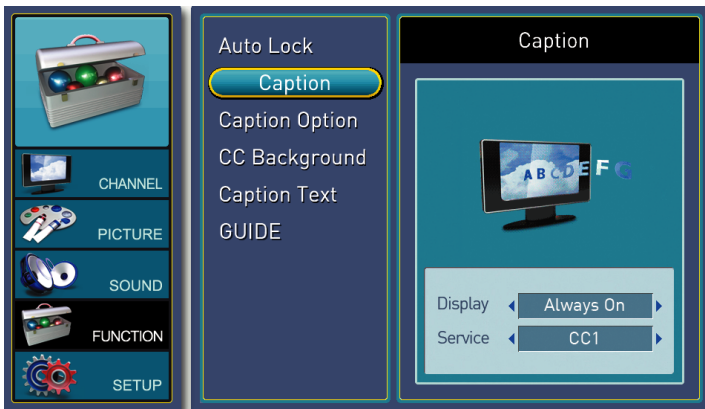 CHANNEL
PICTURE
SOUND
FUNCTION
SETUP
Auto Lock
Caption
Caption Option
CC Background
Caption Text
GUIDE
Caption
A B C D E F G
Display Always On
Service CC1